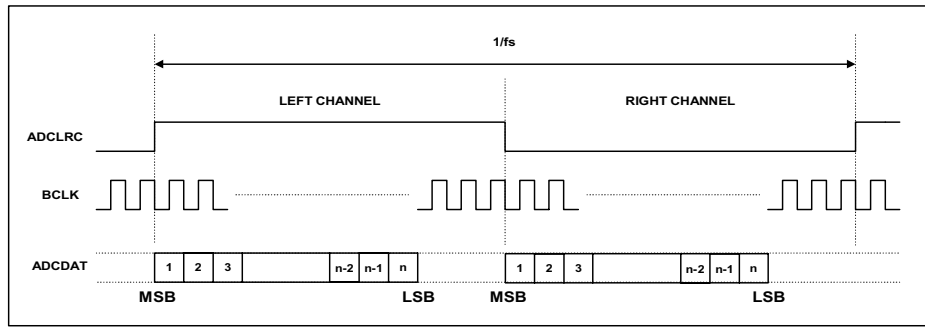 1/fs
LEFT CHANNEL RIGHT CHANNEL
ADCLRC
BCLK
ADCDAT 1 2 3 n-2 n-1 n 1 2 3 n-2 n-1 n
MSB LSB MSB LSB